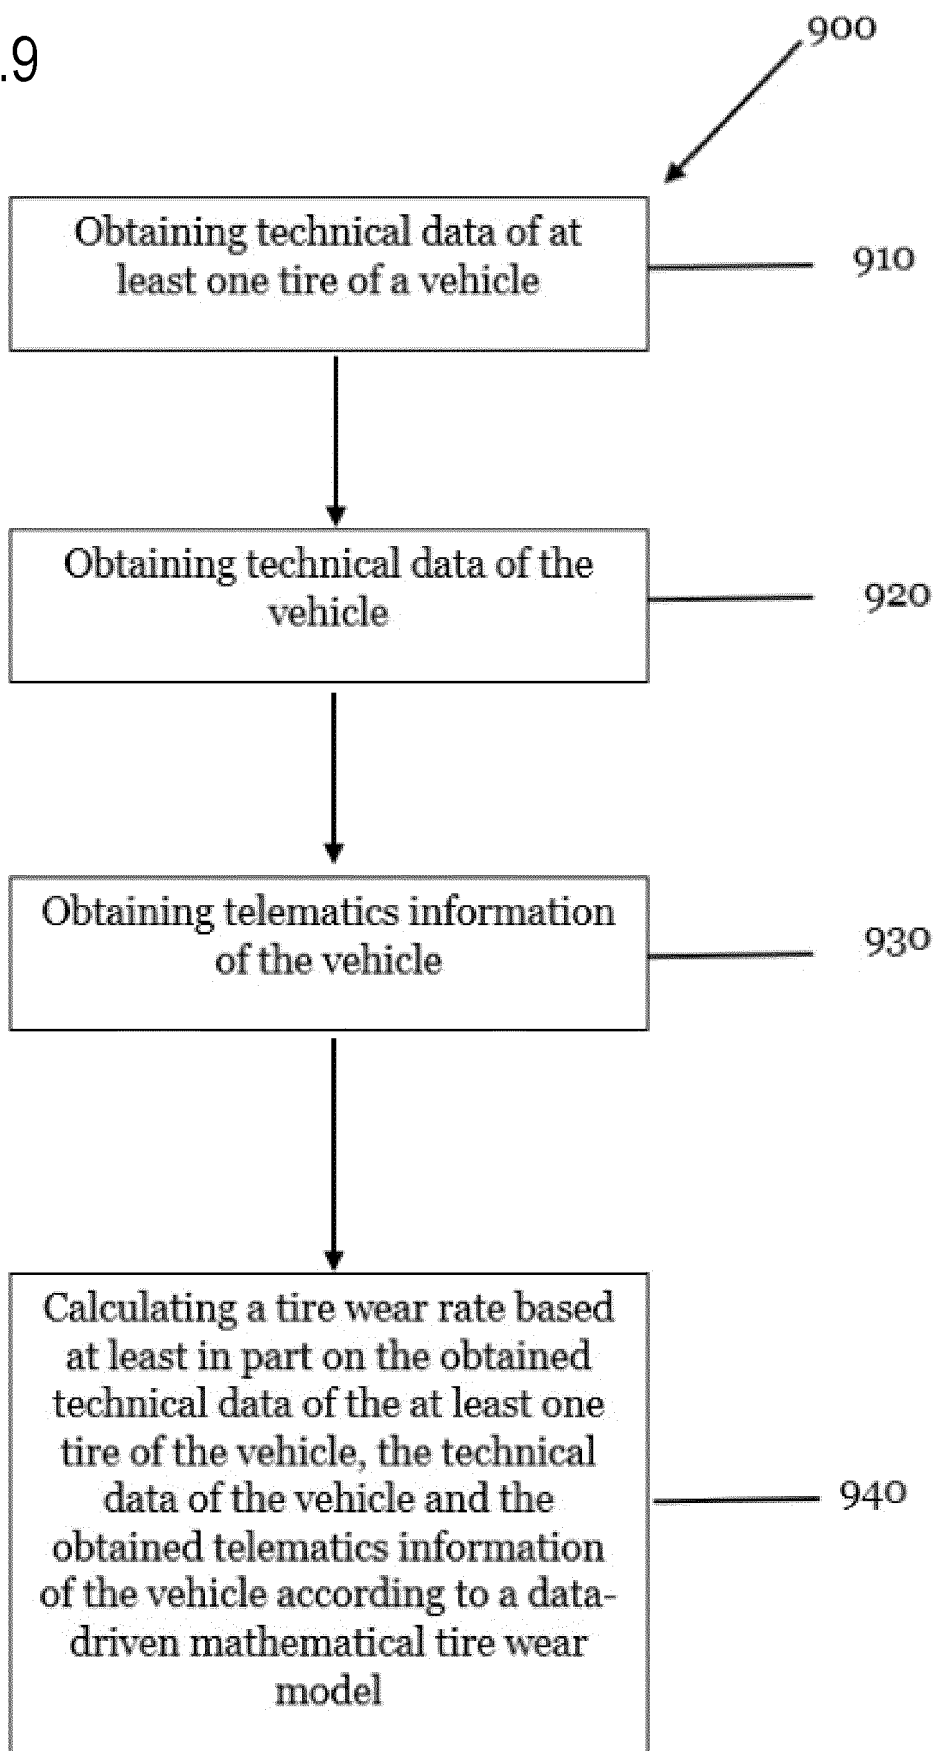 .9
900
Obtaining technical data of at
least one tire of a vehicle
910
Obtaining technical data of the
vehicle
920
Obtaining telematics information
of the vehicle
930
Calculating a tire wear rate based
at least in part on the obtained
technical data of the at least one
tire of the vehicle, the technical
data of the vehicle and the
obtained telematics information
of the vehicle according to a data-
driven mathematical tire wear
model
940